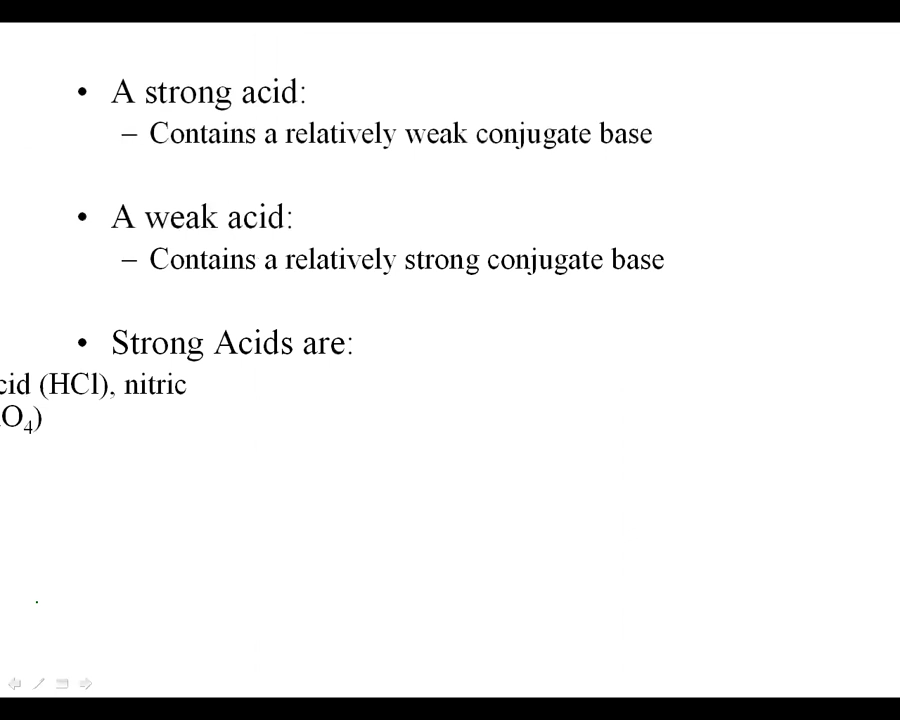 • A strong acid:
– Contains a relatively weak conjugate base
• A weak acid:
– Contains a relatively strong conjugate base
• Strong Acids are:
cid (HCl), nitric
O₄)